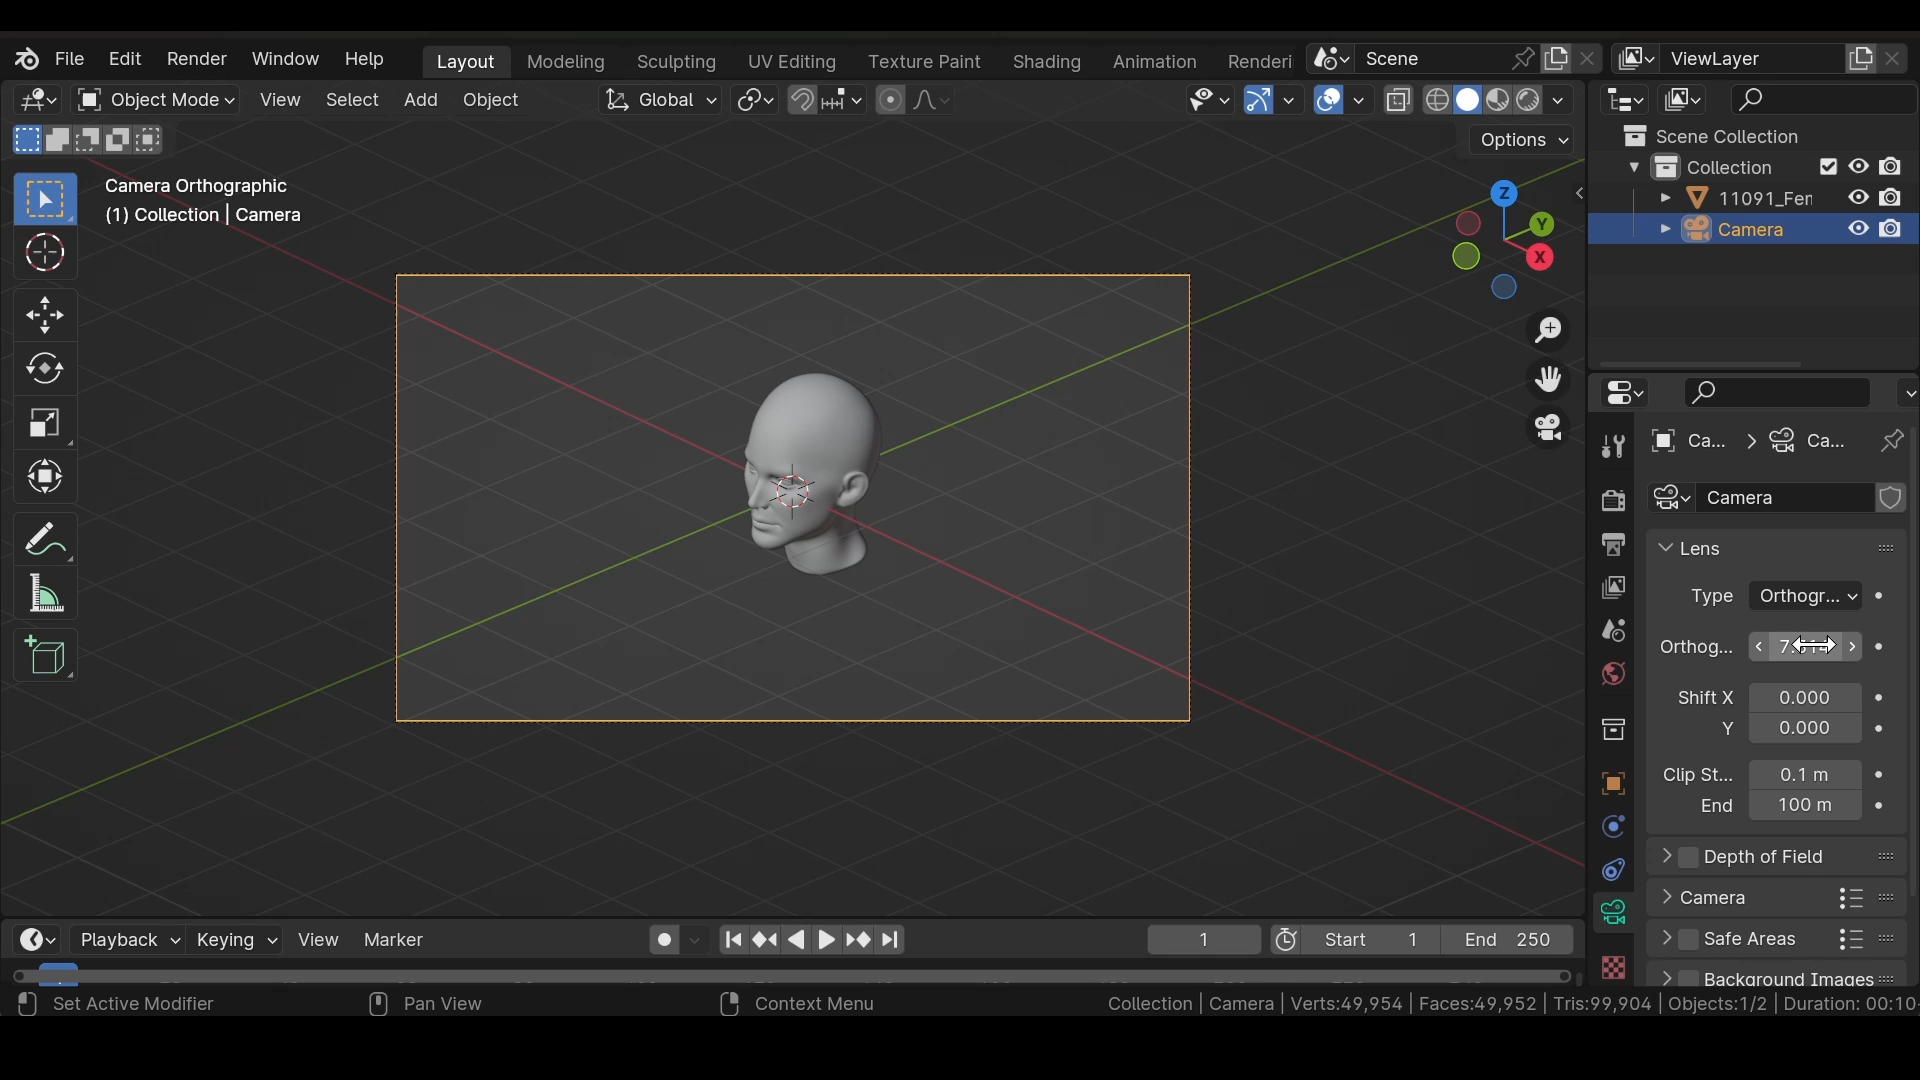 File Edit Render Window Help Layout Modeling Sculpting UV Editing Texture Paint Shading Animation Renderi Scene ViewLayer
Object Mode View Select Add Object Global
Options
Camera Orthographic
(1) Collection | Camera
Z
Y
X
Scene Collection
Collection
11091_Fer
Camera
Ca... Ca...
Camera
Lens
Type Orthogr...
Orthog...
Shift X 0.000
Y 0.000
Clip St... 0.1 m
End 100 m
Depth of Field
Camera
Safe Areas
Background Images
Playback Keying View Marker 1 Start 1 End 250
Set Active Modifier Pan View Context Menu Collection | Camera | Verts:49,954 | Faces:49,952 | Tris:99,904 | Objects:1/2 | Duration: 00:10